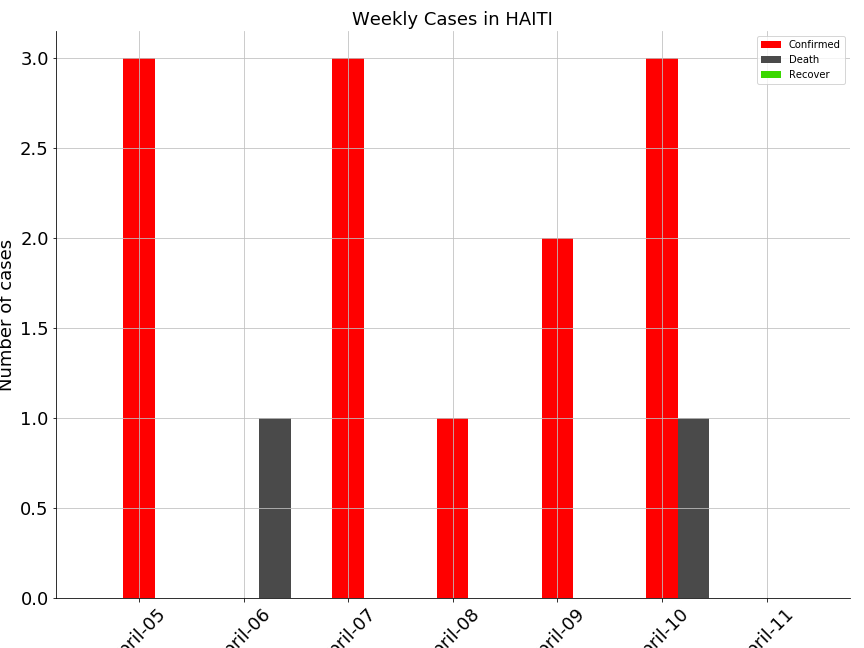 Weekly Cases in HAITI
Confirmed
Death
Recover
Number of cases
3.0
2.5
2.0
1.5
1.0
0.5
0.0
pril-05
pril-06
pril-07
pril-08
pril-09
pril-10
pril-11